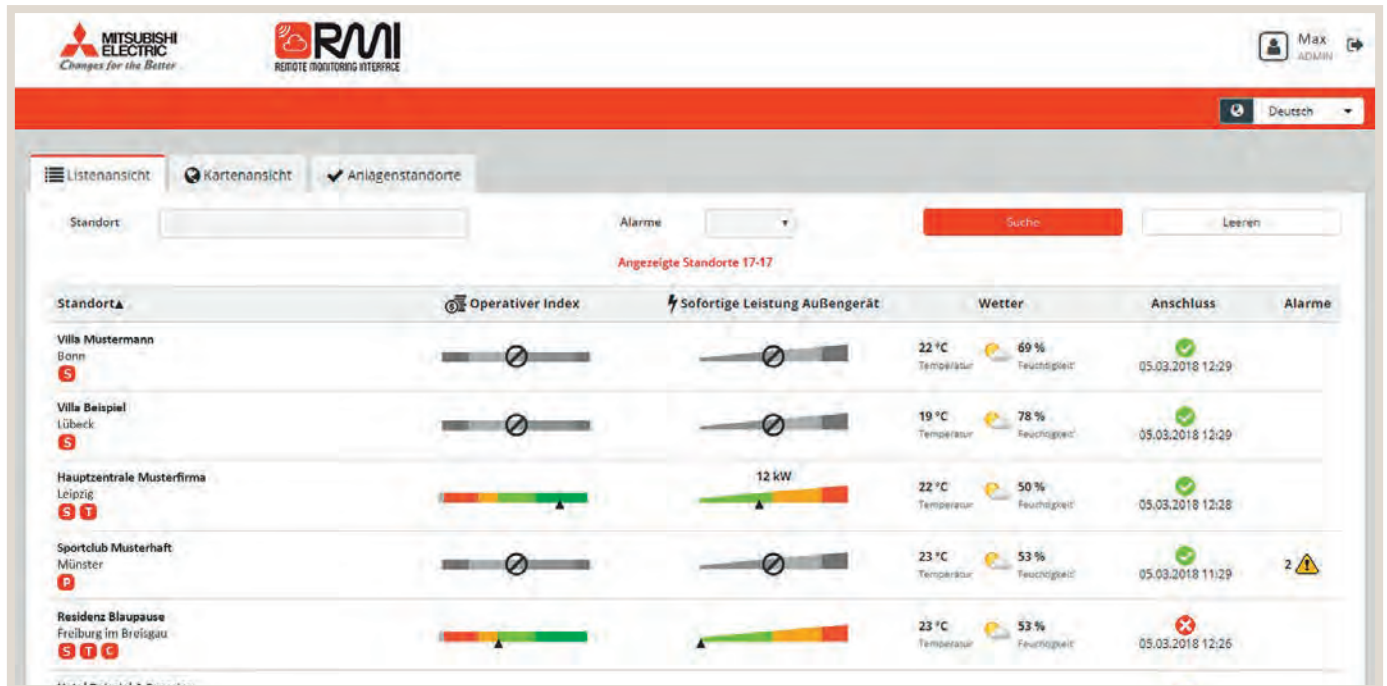 MITSUBISHI
ELECTRIC
Changes for the Better
RMI
REMOTE MONITORING INTERFACE
Max
ADMIN
Deutsch
Listenansicht Kartenansicht Anlagenstandorte
Standort Alarme Suche Leeren
Angezeigte Standorte 17-17
Standort▲ Operativer Index Sofortige Leistung Außengerät Wetter Anschluss Alarme
Villa Mustermann
Bonn
S
22 °C 69 %
Temperatur Feuchtigkeit
05.03.2018 12:29
Villa Beispiel
Lübeck
S
19 °C 78 %
Temperatur Feuchtigkeit
05.03.2018 12:29
Hauptzentrale Musterfirma
Leipzig
S T
12 kW
22 °C 50 %
Temperatur Feuchtigkeit
05.03.2018 12:28
Sportclub Musterhaft
Münster
P
23 °C 53 %
Temperatur Feuchtigkeit
05.03.2018 11:29
2
Residenz Blaupause
Freiburg im Breisgau
S T C
23 °C 53 %
Temperatur Feuchtigkeit
05.03.2018 12:26